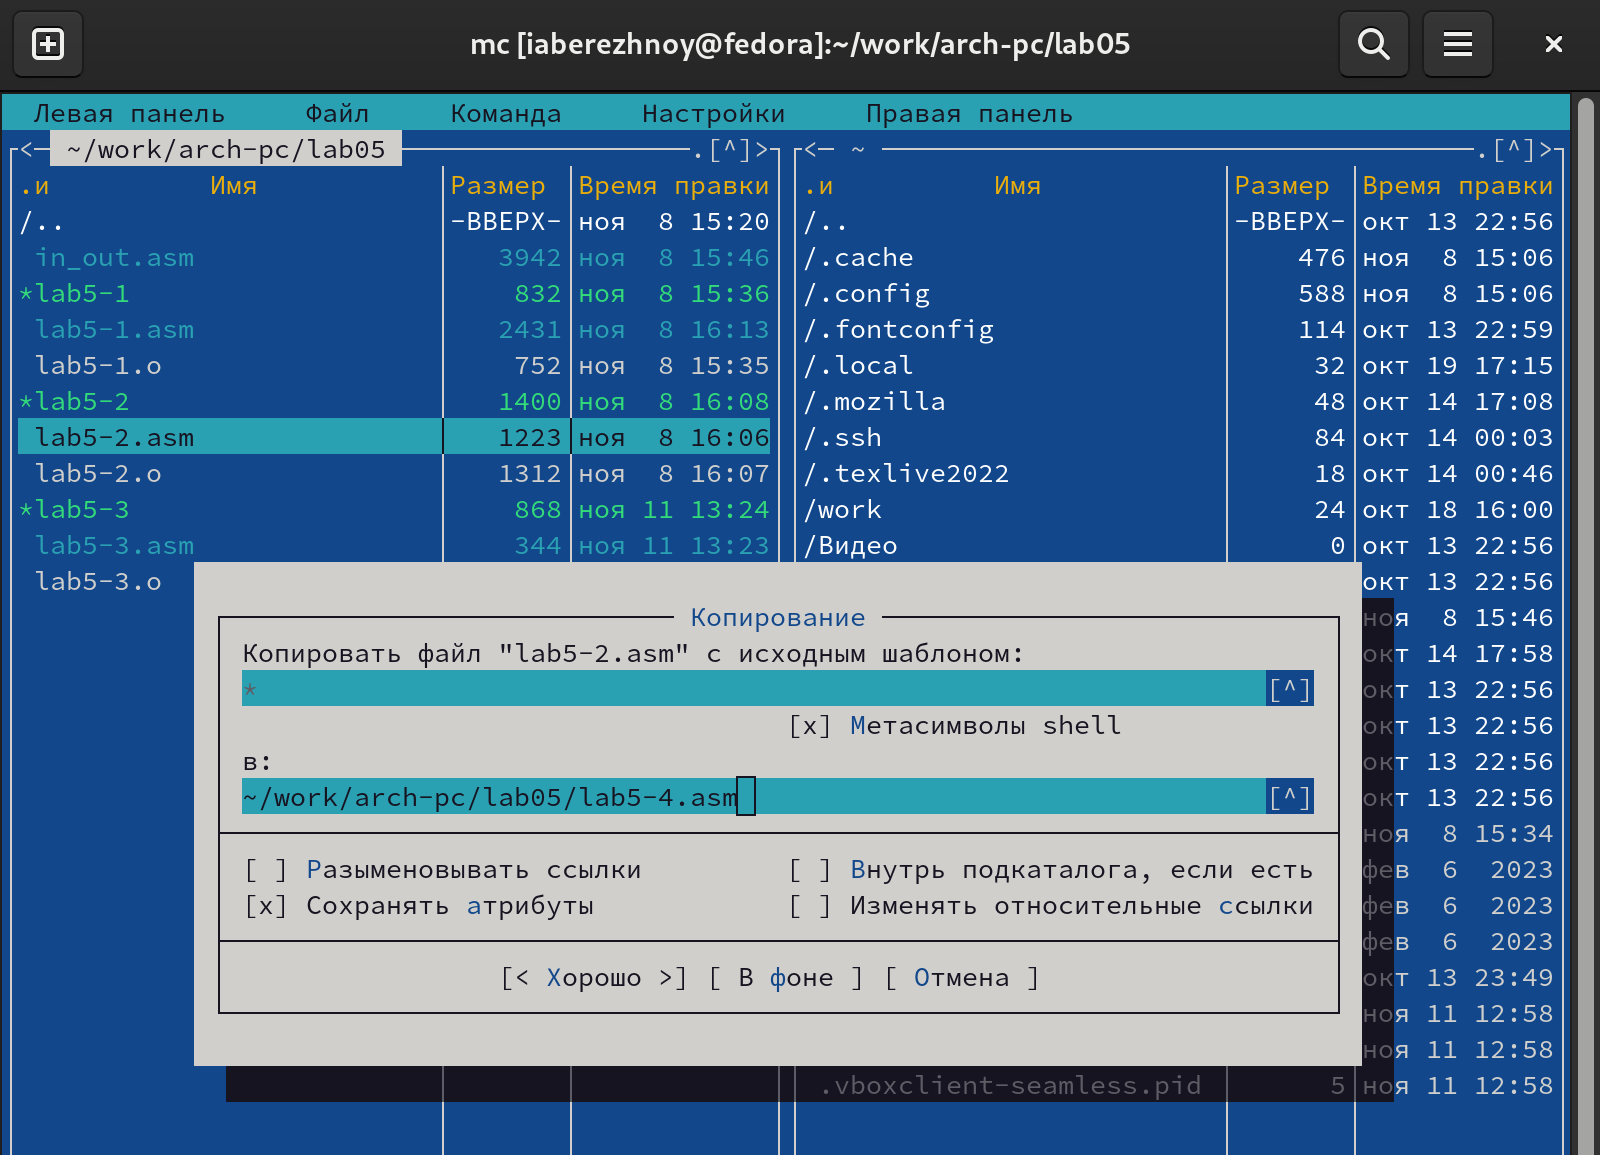 mc [iaberezhnoy@fedora]:~/work/arch-pc/lab05
Левая панель Файл Команда Настройки Правая панель
<─ ~/work/arch-pc/lab05 ─.[^]> <─ ~ ─.[^]>
.и Имя Размер Время правки .и Имя Размер Время правки
/.. -ВВЕРХ- ноя 8 15:20 /.. -ВВЕРХ- окт 13 22:56
in_out.asm 3942 ноя 8 15:46 /.cache 476 ноя 8 15:06
*lab5-1 832 ноя 8 15:36 /.config 588 ноя 8 15:06
lab5-1.asm 2431 ноя 8 16:13 /.fontconfig 114 окт 13 22:59
lab5-1.o 752 ноя 8 15:35 /.local 32 окт 19 17:15
*lab5-2 1400 ноя 8 16:08 /.mozilla 48 окт 14 17:08
lab5-2.asm 1223 ноя 8 16:06 /.ssh 84 окт 14 00:03
lab5-2.o 1312 ноя 8 16:07 /.texlive2022 18 окт 14 00:46
*lab5-3 868 ноя 11 13:24 /work 24 окт 18 16:00
lab5-3.asm 344 ноя 11 13:23 /Видео 0 окт 13 22:56
lab5-3.o окт 13 22:56
Копирование ноя 8 15:46
Копировать файл "lab5-2.asm" с исходным шаблоном: окт 14 17:58
* [^] окт 13 22:56
[x] Метасимволы shell окт 13 22:56
в: окт 13 22:56
~/work/arch-pc/lab05/lab5-4.asm [^] окт 13 22:56
ноя 8 15:34
[ ] Разыменовывать ссылки [ ] Внутрь подкаталога, если есть фев 6 2023
[x] Сохранять атрибуты [ ] Изменять относительные ссылки фев 6 2023
фев 6 2023
[< Хорошо >] [ В фоне ] [ Отмена ] окт 13 23:49
ноя 11 12:58
ноя 11 12:58
.vboxclient-seamless.pid 5 ноя 11 12:58